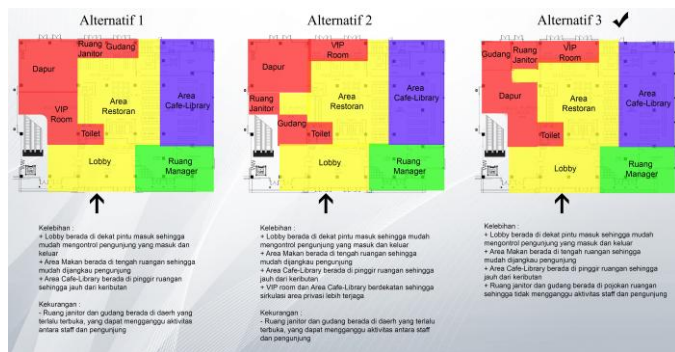 Alternatif 1
Ruang
Janitor
Gudang
Dapur
VIP
Room
Area
Restoran
Area
Cafe-Library
Toilet
Lobby
Ruang
Manager
Kelebihan :
+ Lobby berada di dekat pintu masuk sehingga
mudah mengontrol pengunjung yang masuk dan
keluar
+ Area Makan berada di tengah ruangan sehingga
mudah dijangkau pengunjung
+ Area Cafe-Library berada di pinggir ruangan
sehingga jauh dari keributan
Kekurangan :
- Ruang janitor dan gudang berada di daerh yang
terlalu terbuka, yang dapat mengganggu aktivitas
antara staff dan pengunjung
Alternatif 2
VIP
Room
Dapur
Ruang
Janitor
Gudang
Toilet
Area
Restoran
Area
Cafe-Library
Lobby
Ruang
Manager
Kelebihan :
+ Lobby berada di dekat pintu masuk sehingga mudah
mengontrol pengunjung yang masuk dan keluar
+ Area Makan berada di tengah ruangan sehingga
mudah dijangkau pengunjung
+ Area Cafe-Library berada di pinggir ruangan sehingga
jauh dari keributan
+ VIP room dan Area Cafe-Library berdekatan sehingga
sirkulasi area privasi lebih terjaga
Kekurangan :
- Ruang janitor dan gudang berada di daerh yang terlalu
terbuka, yang dapat mengganggu aktivitas antara staff
dan pengunjung
Alternatif 3
Gudang
Ruang
Janitor
VIP
Room
Dapur
Area
Restoran
Area
Cafe-Library
Toilet
Lobby
Ruang
Manager
Kelebihan :
+ Lobby berada di dekat pintu masuk sehingga mudah
mengontrol pengunjung yang masuk dan keluar
+ Area Makan berada di tengah ruangan sehingga
mudah dijangkau pengunjung
+ Area Cafe-Library berada di pinggir ruangan sehingga
jauh dari keributan
+ Ruang janitor dan gudang berada di pojokan ruangan
sehingga tidak mengganggu aktivitas staff dan pengunjung